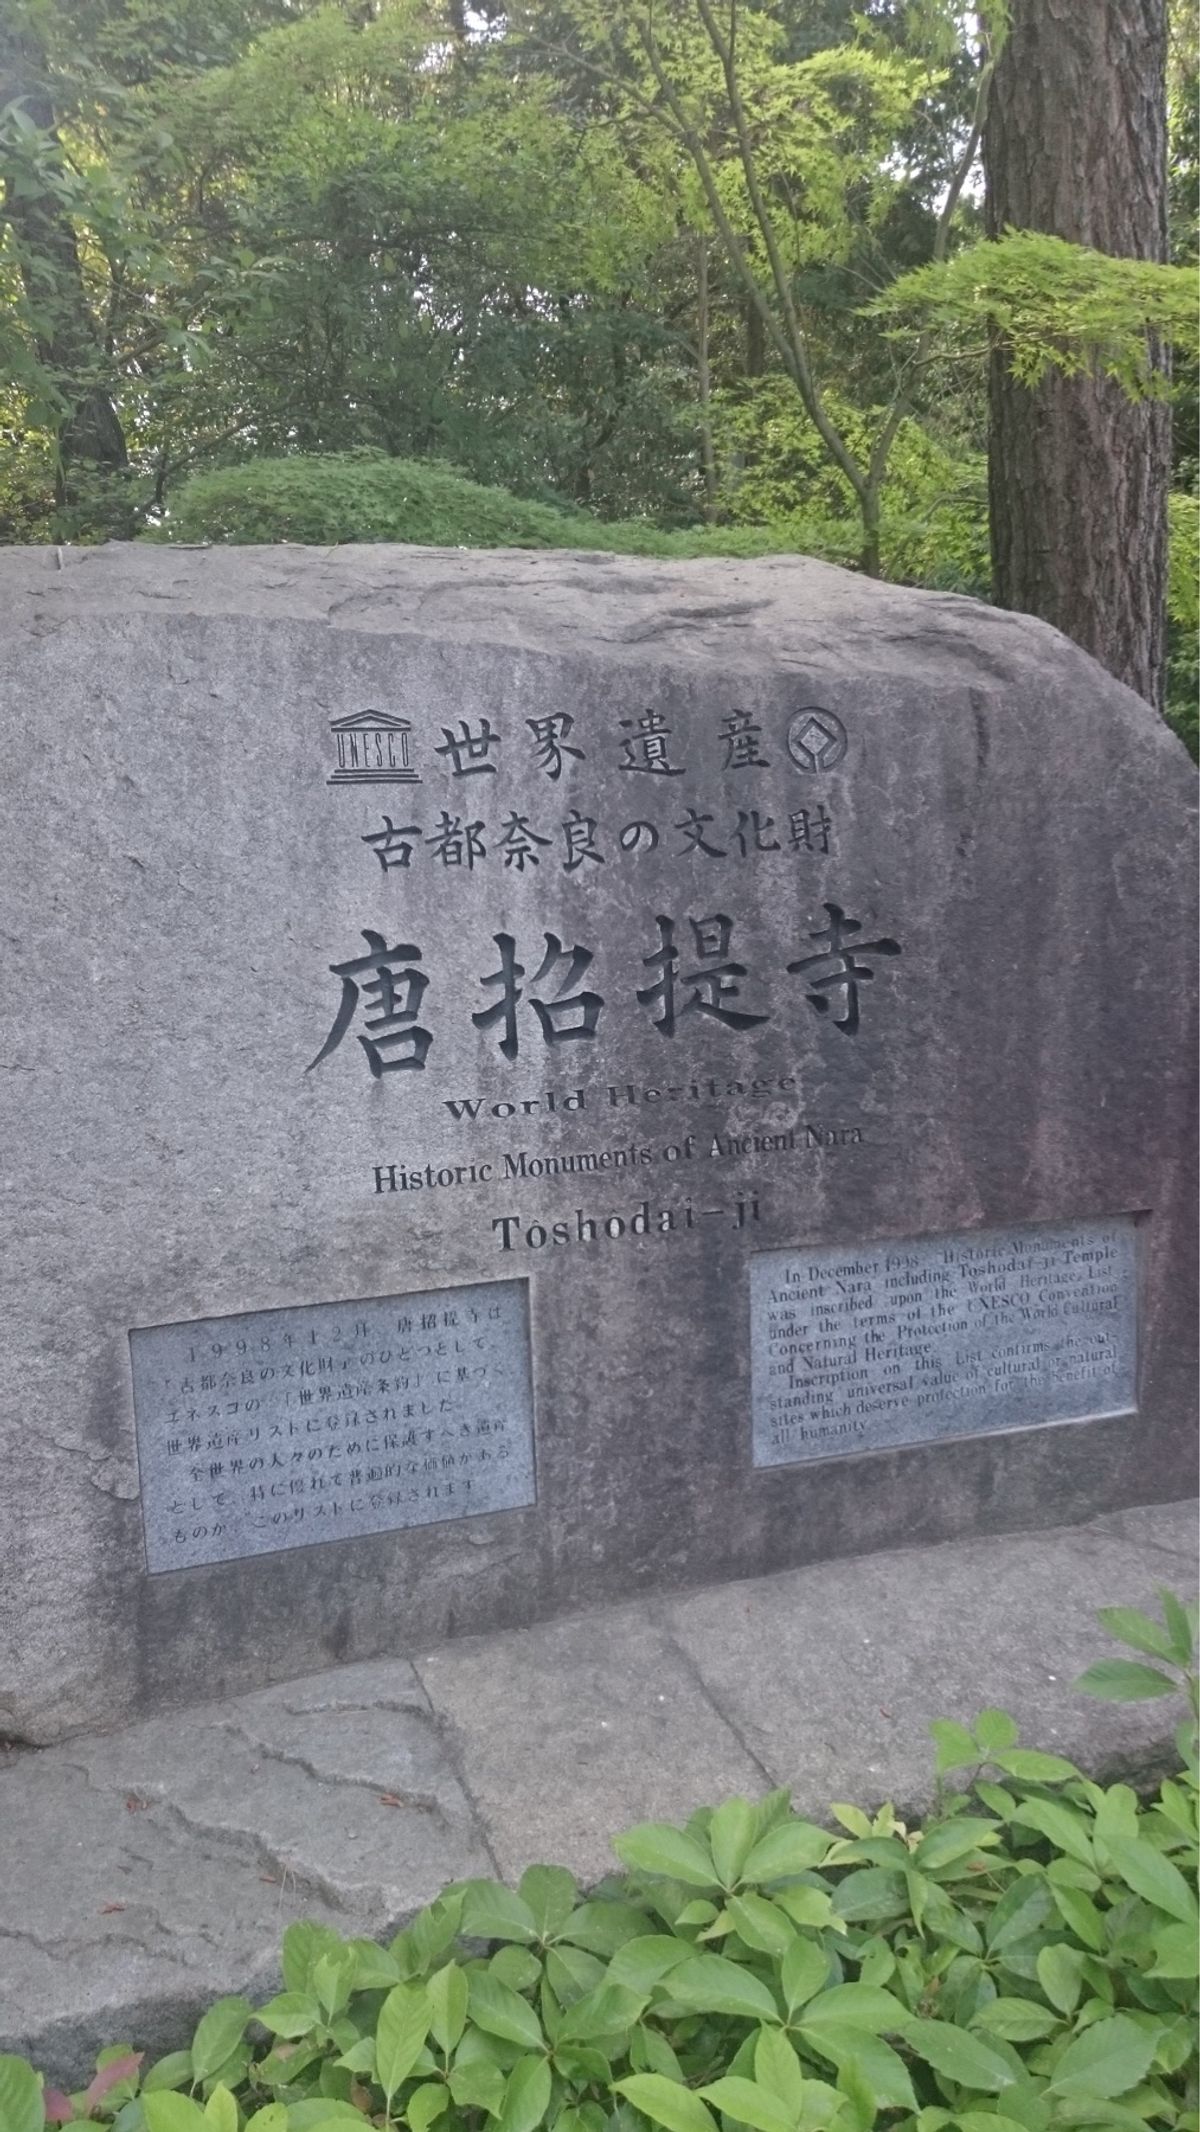 UNESCO 世界遺産
古都奈良の文化財
唐招提寺
World Heritage
Historic Monuments of Ancient Nara
Tôshôdai-ji
1998年12月、唐招提寺は
「古都奈良の文化財」のひとつとして、
ユネスコの「世界遺産条約」に基づく
世界遺産リストに登録されました。
全世界の人々のために保護すべき遺産
として、特に優れて普遍的な価値がある
ものが、このリストに登録されます。
In December 1998, Historic Monuments of
Ancient Nara including Toshodai-ji Temple
was inscribed upon the World Heritage List
under the terms of the UNESCO Convention
Concerning the Protection of the World Cultural
and Natural Heritage.
Inscription on this List confirms the out-
standing universal value of cultural or natural
sites which deserve protection for the benefit of
all humanity.